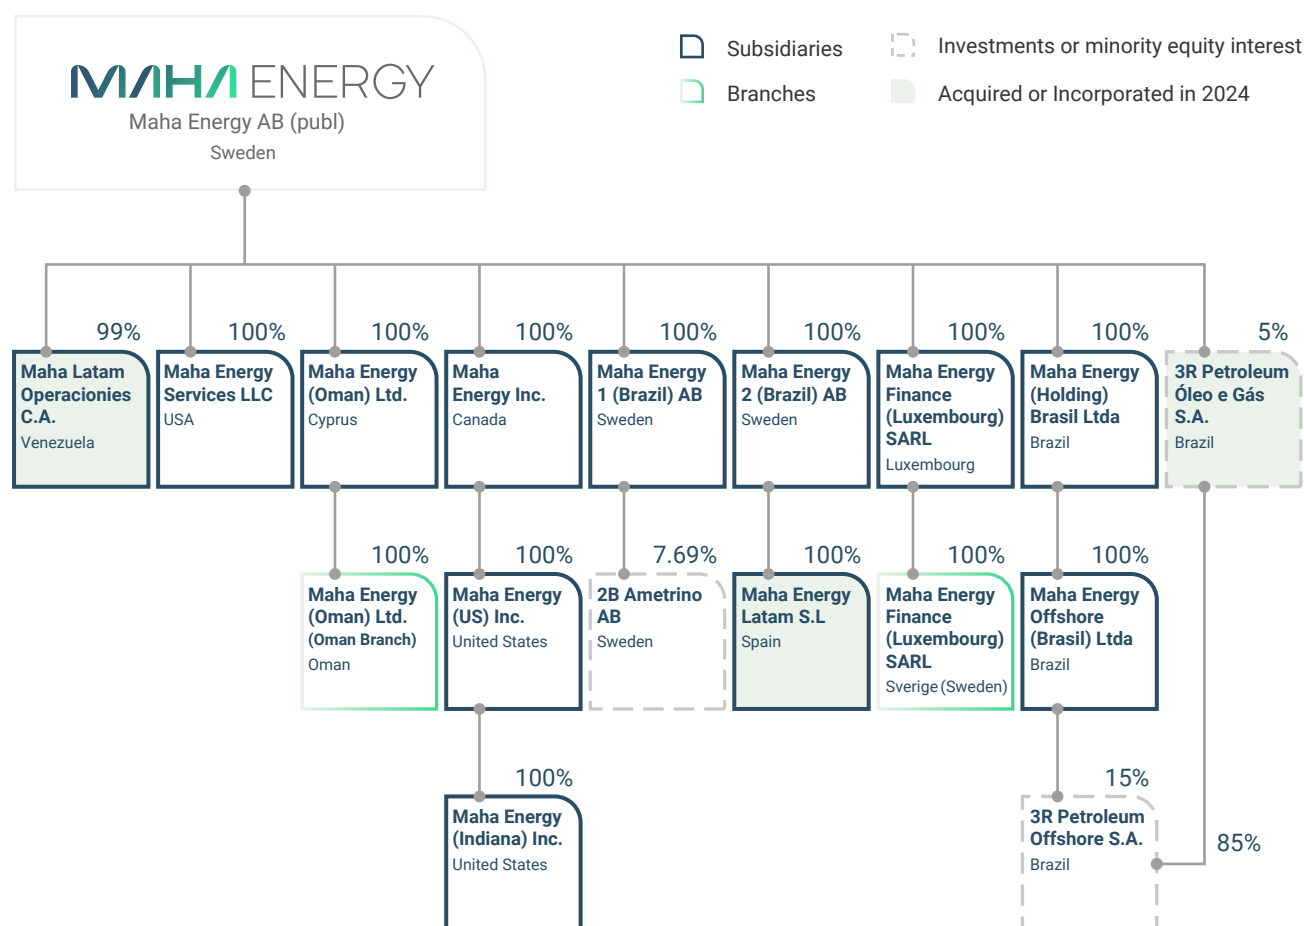 MAHA ENERGY
Maha Energy AB (publ)
Sweden
Subsidiaries
Investments or minority equity interest
Branches
Acquired or Incorporated in 2024
99%
Maha Latam
Operacionies
C.A.
Venezuela
100%
Maha Energy
Services LLC
USA
100%
Maha Energy
(Oman) Ltd.
Cyprus
100%
Maha
Energy Inc.
Canada
100%
Maha Energy
1 (Brazil) AB
Sweden
100%
Maha Energy
2 (Brazil) AB
Sweden
100%
Maha Energy
Finance
(Luxembourg)
SARL
Luxembourg
100%
Maha Energy
(Holding)
Brasil Ltda
Brazil
5%
3R Petroleum
Óleo e Gás
S.A.
Brazil
100%
Maha Energy
(Oman) Ltd.
(Oman Branch)
Oman
100%
Maha Energy
(US) Inc.
United States
7.69%
2B Ametrino
AB
Sweden
100%
Maha Energy
Latam S.L
Spain
100%
Maha Energy
Finance
(Luxembourg)
SARL
Sverige (Sweden)
100%
Maha Energy
Offshore
(Brasil) Ltda
Brazil
100%
Maha Energy
(Indiana) Inc.
United States
15%
3R Petroleum
Offshore S.A.
Brazil
85%